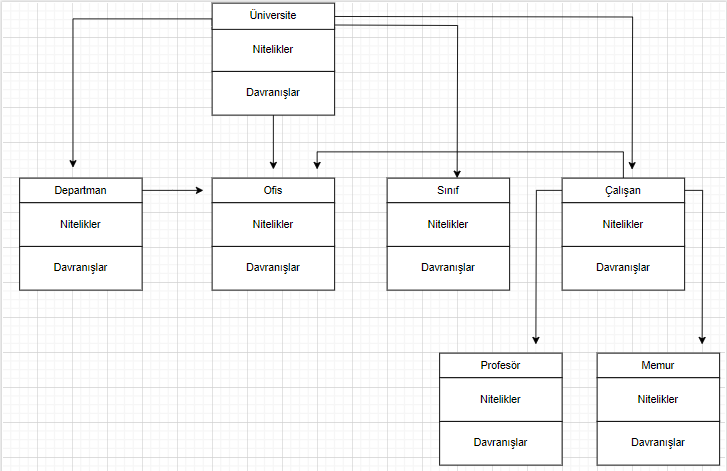 Üniversite
Nitelikler
Davranışlar
Departman
Nitelikler
Davranışlar
Ofis
Nitelikler
Davranışlar
Sınıf
Nitelikler
Davranışlar
Çalışan
Nitelikler
Davranışlar
Profesör
Nitelikler
Davranışlar
Memur
Nitelikler
Davranışlar